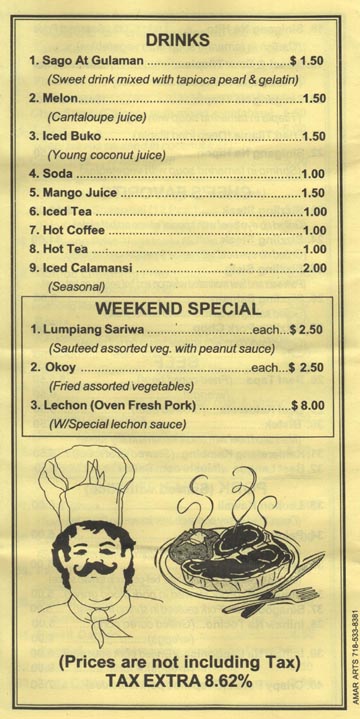 DRINKS
1. Sago At Gulaman ........................... $ 1.50
(Sweet drink mixed with tapioca pearl & gelatin)
2. Melon.................................................1.50
(Cantaloupe juice)
3. Iced Buko ..........................................1.50
(Young coconut juice)
4. Soda ..................................................1.00
5. Mango Juice ......................................1.50
6. Iced Tea .............................................1.00
7. Hot Coffee .........................................1.00
8. Hot Tea ..............................................1.00
9. Iced Calamansi ..................................2.00
(Seasonal)
WEEKEND SPECIAL
1. Lumpiang Sariwa .....................each...$ 2.50
(Sauteed assorted veg. with peanut sauce)
2. Okoy .........................................each...$ 2.50
(Fried assorted vegetables)
3. Lechon (Oven Fresh Pork) ...................$ 8.00
(W/Special lechon sauce)
(Prices are not including Tax)
TAX EXTRA 8.62%
AMAR ARTS 718-533-8381